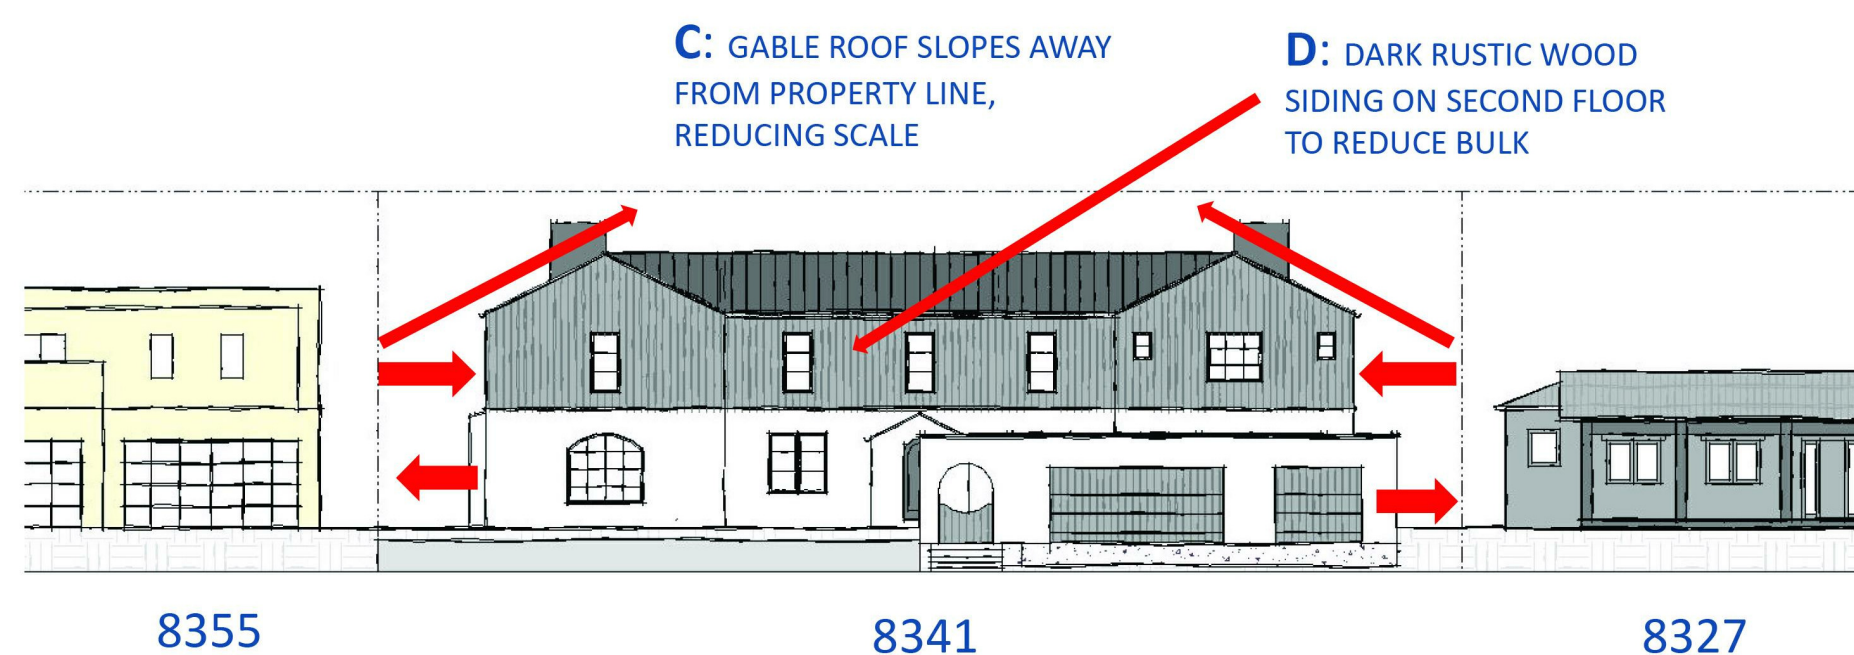 C: GABLE ROOF SLOPES AWAY
FROM PROPERTY LINE,
REDUCING SCALE
D: DARK RUSTIC WOOD
SIDING ON SECOND FLOOR
TO REDUCE BULK
8355
8341
8327